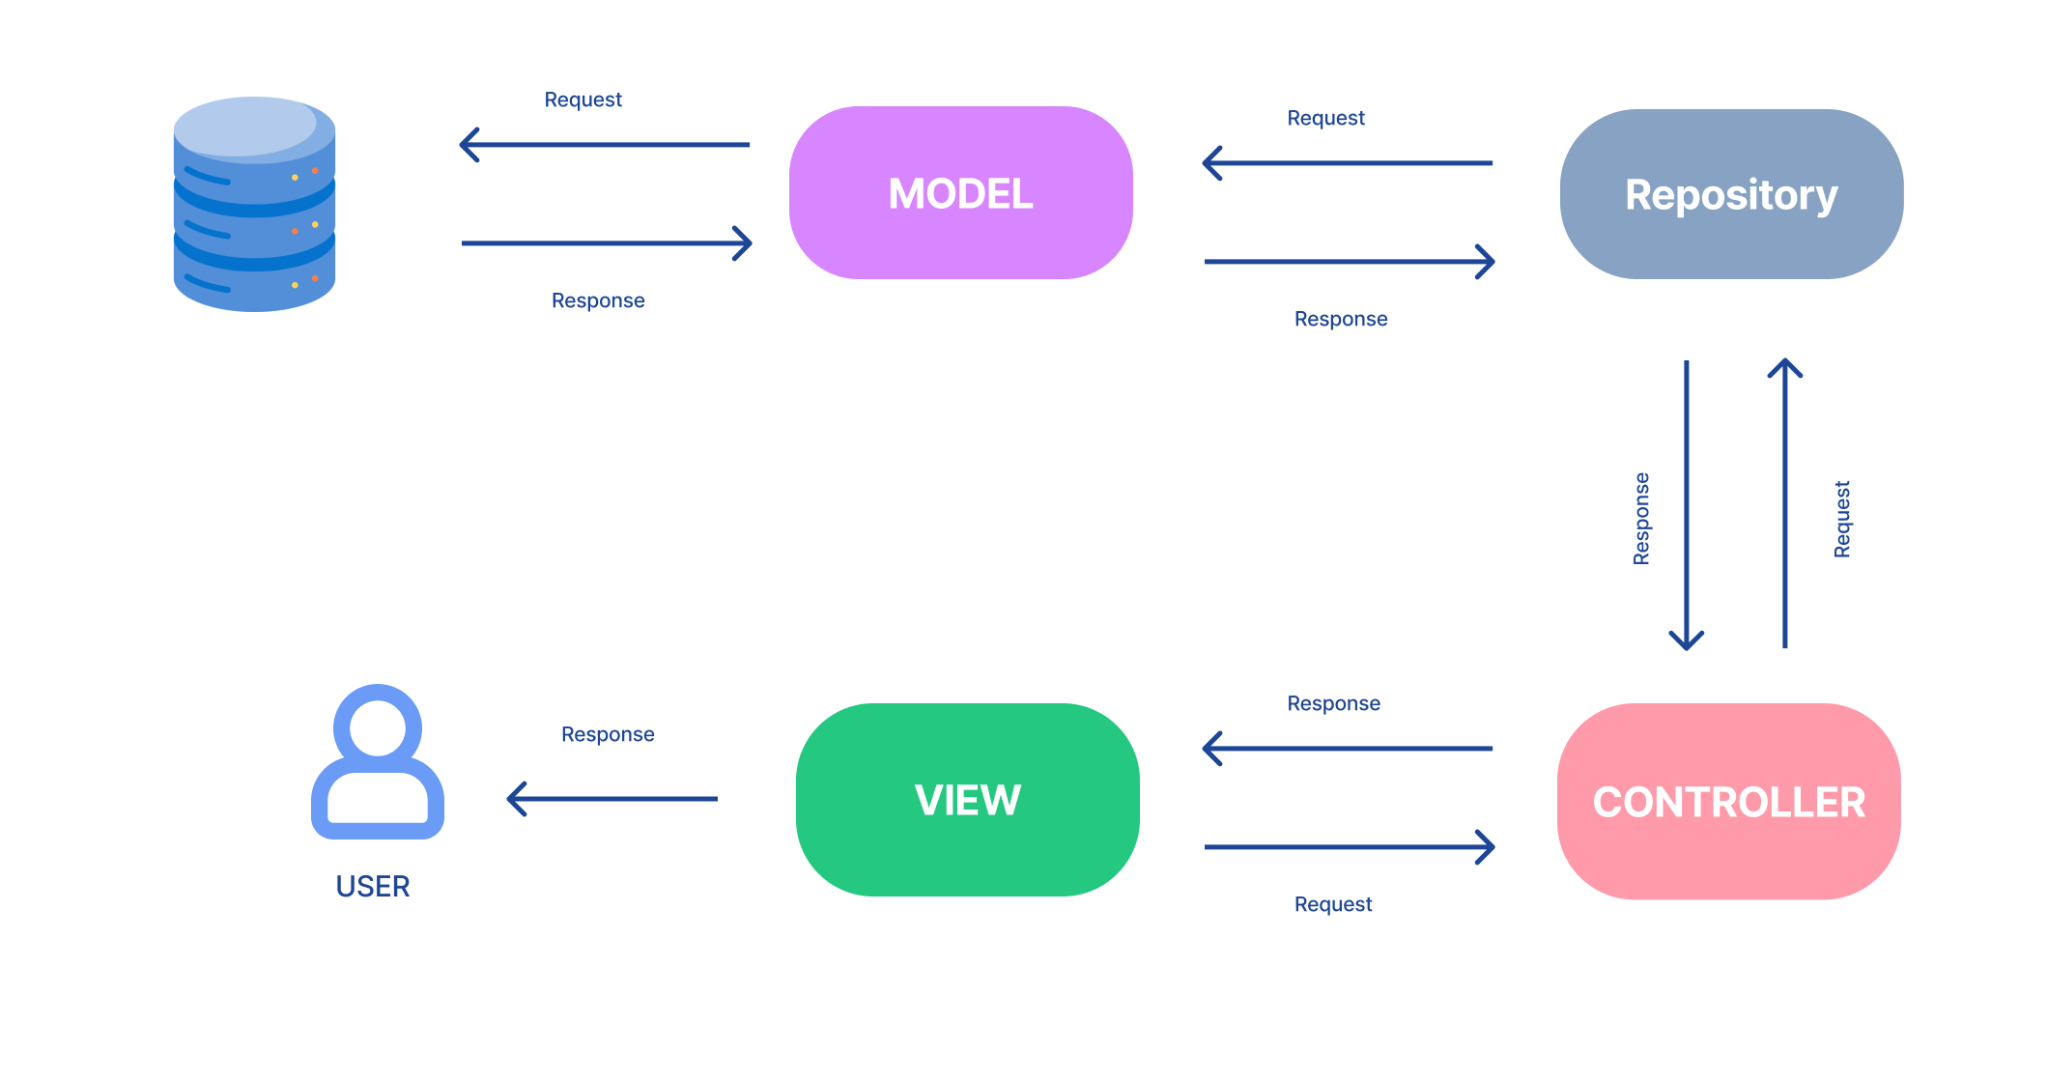 Request
Request
MODEL
Repository
Response
Response
Response
Request
Response
Response
VIEW
CONTROLLER
USER
Request